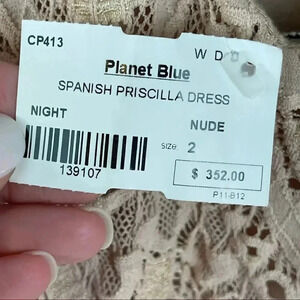 CP413
W D D
Planet Blue
SPANISH PRISCILLA DRESS
NIGHT
NUDE
SIZE: 2
139107
$ 352.00
P11-B12